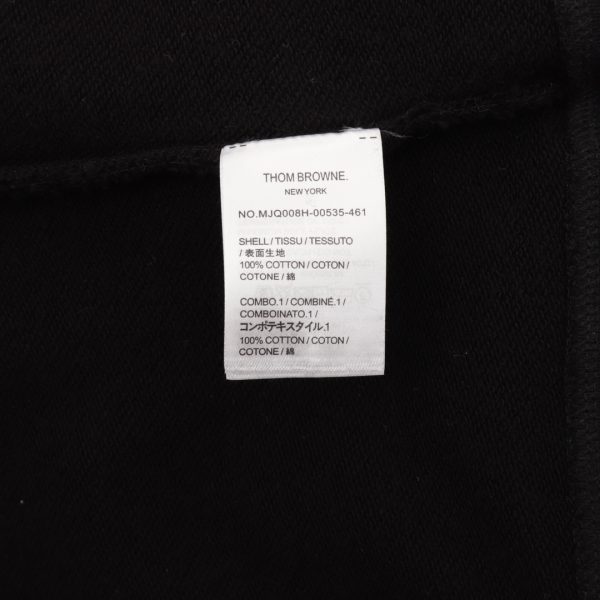 THOM BROWNE.
NEW YORK
NO.MJQ008H-00535-461
SHELL / TISSU / TESSUTO
/ 表面生地
100% COTTON / COTON /
COTONE / 綿
COMBO.1 / COMBINÉ.1 /
COMBOINATO.1 /
コンポテキスタイル.1
100% COTTON / COTON /
COTONE / 綿